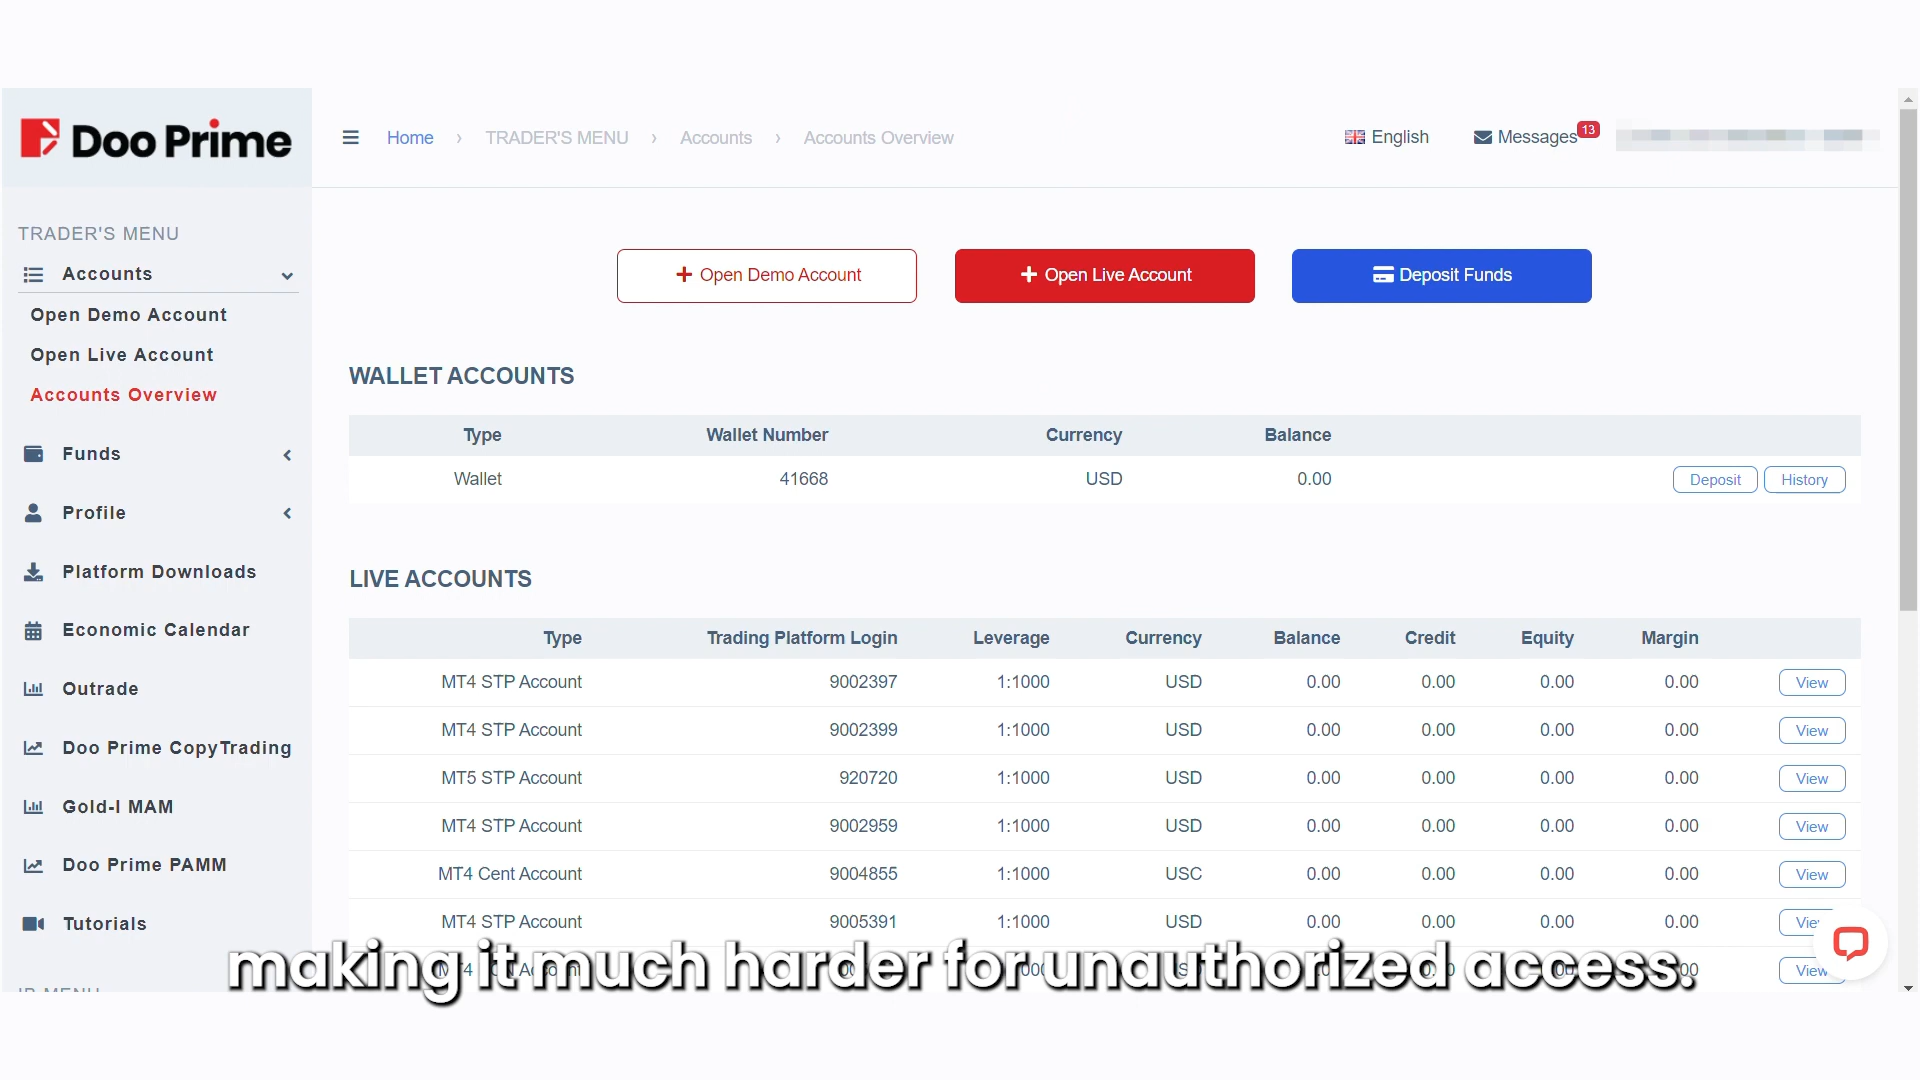 Doo Prime
Home › TRADER'S MENU › Accounts › Accounts Overview
English
Messages 13
TRADER'S MENU
Accounts
Open Demo Account
Open Live Account
Accounts Overview
Funds
Profile
Platform Downloads
Economic Calendar
Outrade
Doo Prime CopyTrading
Gold-I MAM
Doo Prime PAMM
Tutorials
Open Demo Account
Open Live Account
Deposit Funds
WALLET ACCOUNTS
Type Wallet Number Currency Balance
Wallet 41668 USD 0.00 Deposit History
LIVE ACCOUNTS
Type Trading Platform Login Leverage Currency Balance Credit Equity Margin
MT4 STP Account 9002397 1:1000 USD 0.00 0.00 0.00 0.00 View
MT4 STP Account 9002399 1:1000 USD 0.00 0.00 0.00 0.00 View
MT5 STP Account 920720 1:1000 USD 0.00 0.00 0.00 0.00 View
MT4 STP Account 9002959 1:1000 USD 0.00 0.00 0.00 0.00 View
MT4 Cent Account 9004855 1:1000 USC 0.00 0.00 0.00 0.00 View
MT4 STP Account 9005391 1:1000 USD 0.00 0.00 0.00 0.00
making it much harder for unauthorized access.